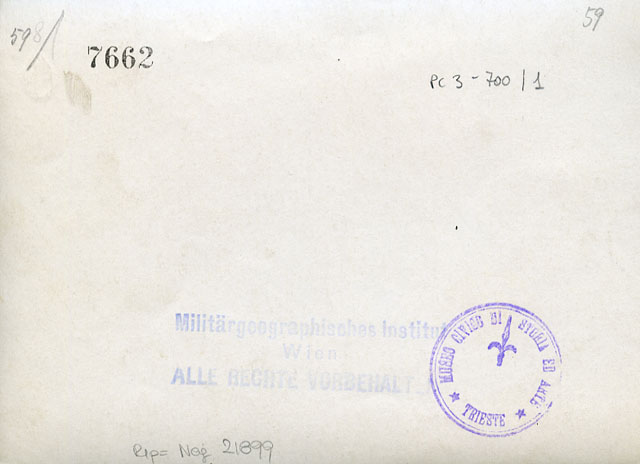 598/
59
7662
PC 3 - 700 / 1
Militärgeographisches Institut
Wien
ALLE RECHTE VORBEHALT
MUSEO CIVICO DI STORIA ED ARTE
★ TRIESTE ★
Rip= Neg. 21899